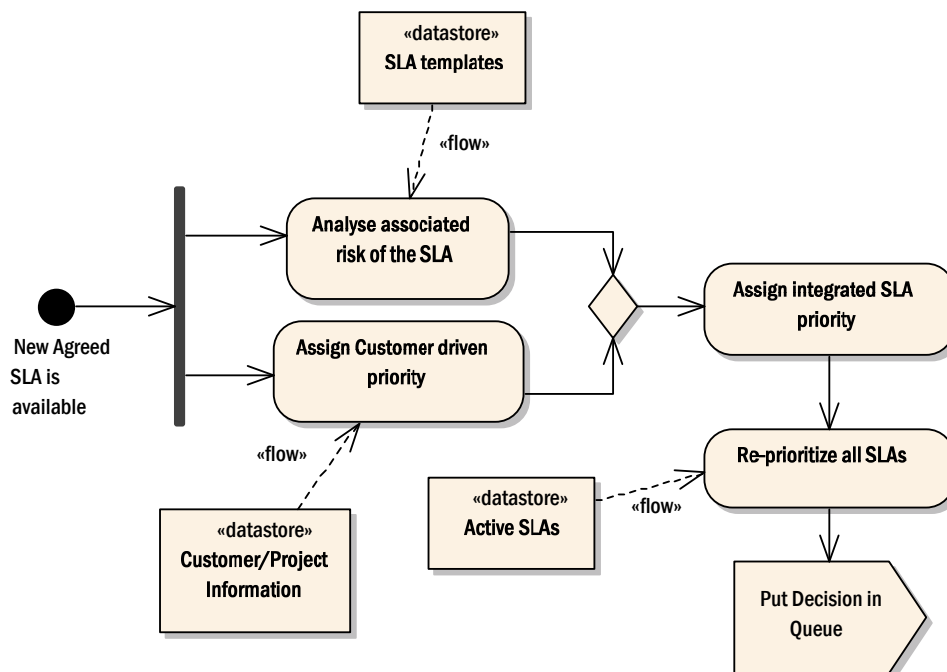 «datastore»
SLA templates
«flow»
Analyse associated
risk of the SLA
New Agreed
SLA is
available
Assign Customer driven
priority
Assign integrated SLA
priority
«flow»
Re-prioritize all SLAs
«datastore»
Active SLAs
«flow»
«datastore»
Customer/Project
Information
Put Decision in
Queue